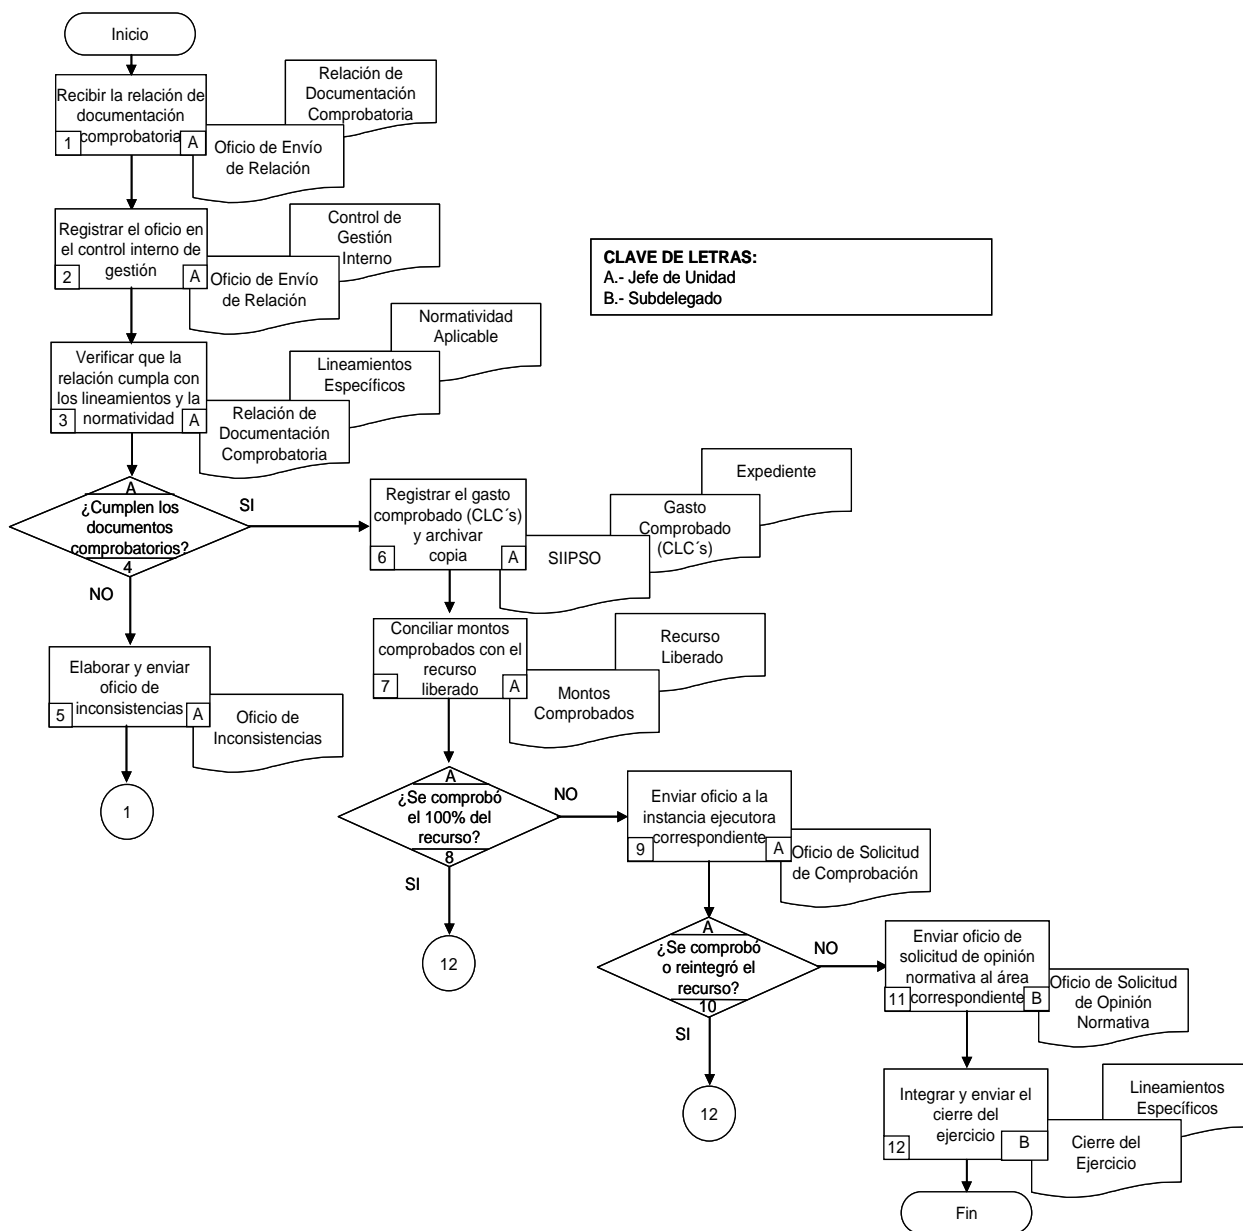 Inicio
Recibir la relación de
documentación
comprobatoria
1
A
Relación de
Documentación
Comprobatoria
Oficio de Envío
de Relación
Registrar el oficio en
el control interno de
gestión
2
A
Control de
Gestión
Interno
Oficio de Envío
de Relación
CLAVE DE LETRAS:
A.- Jefe de Unidad
B.- Subdelegado
Verificar que la
relación cumpla con
los lineamientos y la
normatividad
3
A
Normatividad
Aplicable
Lineamientos
Específicos
Relación de
Documentación
Comprobatoria
A
¿Cumplen los
documentos
comprobatorios?
4
SI
NO
Registrar el gasto
comprobado (CLC´s)
y archivar
copia
6
A
Expediente
Gasto
Comprobado
(CLC´s)
SIIPSO
Elaborar y enviar
oficio de
inconsistencias
5
A
Oficio de
Inconsistencias
1
Conciliar montos
comprobados con el
recurso
liberado
7
A
Recurso
Liberado
Montos
Comprobados
A
¿Se comprobó
el 100% del
recurso?
8
NO
SI
12
Enviar oficio a la
instancia ejecutora
correspondiente
9
A
Oficio de Solicitud
de Comprobación
A
¿Se comprobó
o reintegró el
recurso?
10
NO
SI
12
Enviar oficio de
solicitud de opinión
normativa al área
correspondiente
11
B
Oficio de Solicitud
de Opinión
Normativa
Integrar y enviar el
cierre del
ejercicio
12
B
Lineamientos
Específicos
Cierre del
Ejercicio
Fin